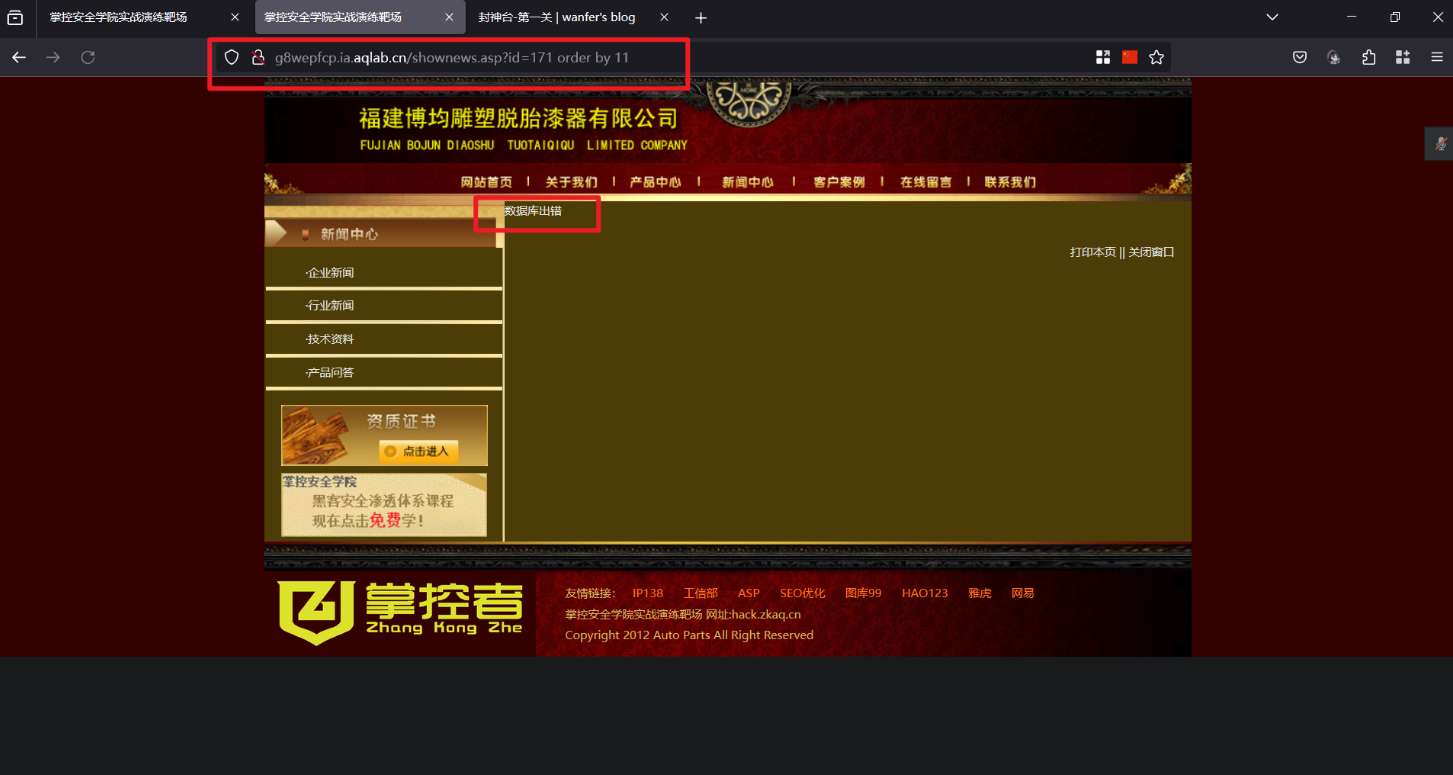 掌控安全学院实战演练靶场
掌控安全学院实战演练靶场
封神台-第一关 | wanfer's blog
g8wepfcp.ia.aqlab.cn/shownews.asp?id=171 order by 11
福建博均雕塑脱胎漆器有限公司
FUJIAN BOJUN DIAOSHU TUOTAIQIQU LIMITED COMPANY
网站首页 | 关于我们 | 产品中心 | 新闻中心 | 客户案例 | 在线留言 | 联系我们
数据库出错
新闻中心
打印本页 || 关闭窗口
·企业新闻
·行业新闻
·技术资料
·产品问答
资质证书
点击进入
掌控安全学院
黑客安全渗透体系课程
现在点击免费学!
掌控者
Zhang Kong Zhe
友情链接: IP138 工信部 ASP SEO优化 图库99 HAO123 雅虎 网易
掌控安全学院实战演练靶场 网址:hack.zkaq.cn
Copyright 2012 Auto Parts All Right Reserved